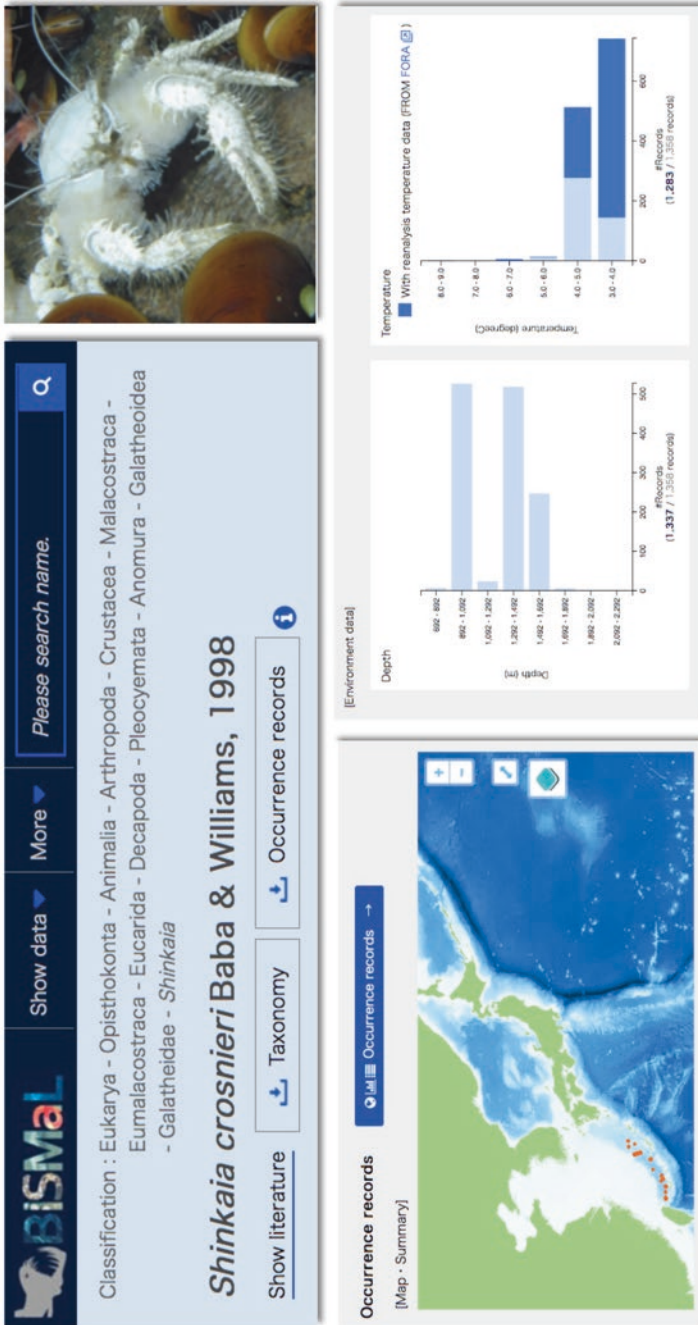 BiSMaL
Show data
More
Please search name.
Classification : Eukarya - Opisthokonta - Animalia - Arthropoda - Crustacea - Malacostraca -
Eumalacostraca - Eucarida - Decapoda - Pleocyemata - Anomura - Galatheoidea
- Galatheidae - Shinkaia
Shinkaia crosnieri Baba & Williams, 1998
Show literature
Taxonomy
Occurrence records
i
Occurrence records
Occurrence records →
[Map · Summary]
+
−
[Environment data]
Depth
Depth (m)
692 - 892
892 - 1,092
1,092 - 1,292
1,292 - 1,492
1,492 - 1,692
1,692 - 1,892
1,892 - 2,092
2,092 - 2,292
0
100
200
300
400
500
#Records
(1,337 / 1,358 records)
Temperature
With reanalysis temperature data (FROM FORA )
Temperature (degreeC)
8.0 - 9.0
7.0 - 8.0
6.0 - 7.0
5.0 - 6.0
4.0 - 5.0
3.0 - 4.0
0
200
400
600
#Records
(1,283 / 1,358 records)